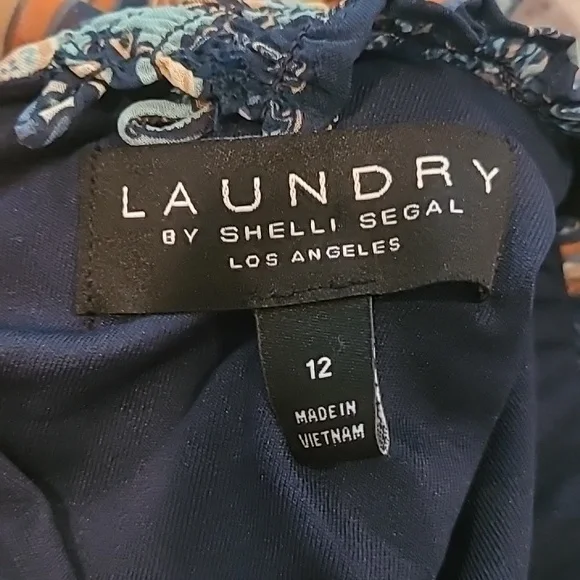 LAUNDRY
BY SHELLI SEGAL
LOS ANGELES
12
MADE IN
VIETNAM